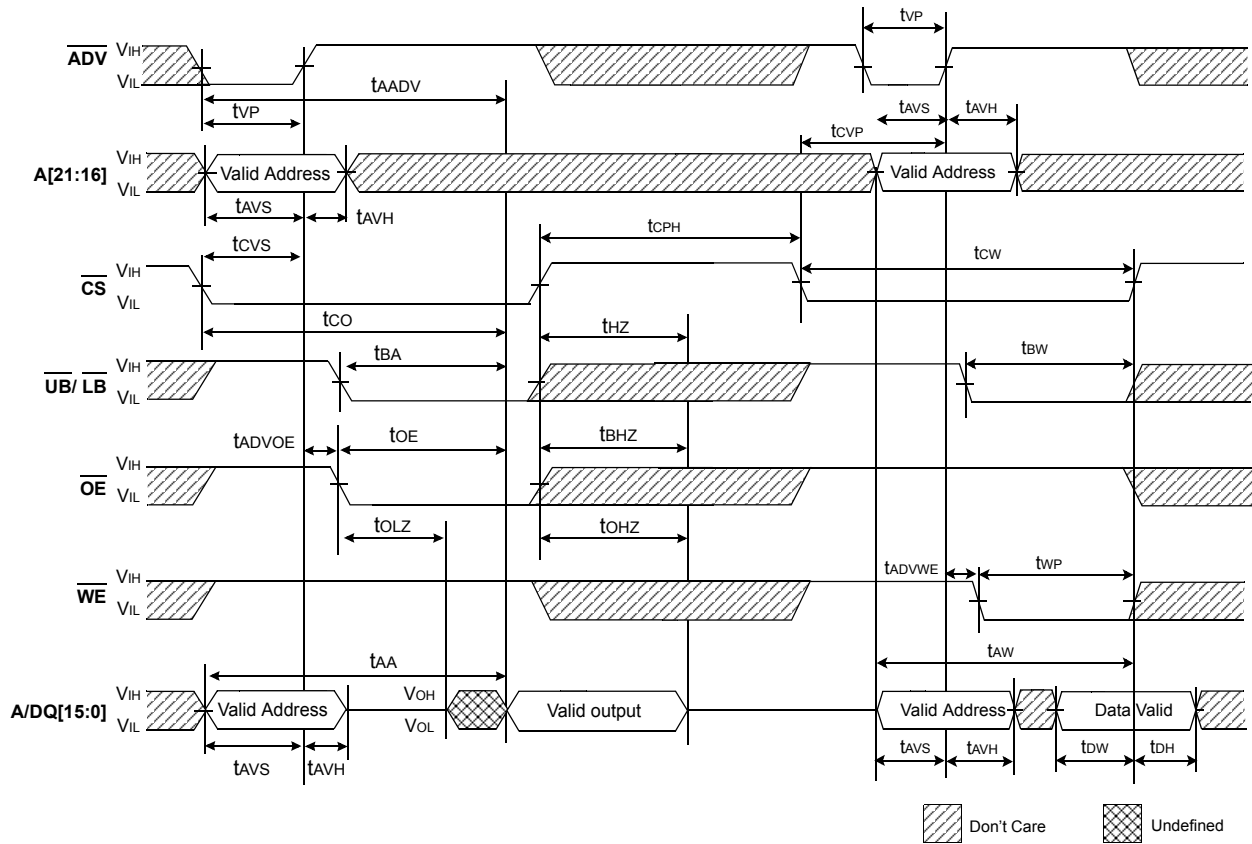 tVP
ADV VIH
VIL
tAADV
tVP
tAVS tAVH
tCVP
A[21:16] VIH
VIL
Valid Address
Valid Address
tAVS tAVH
tCPH
tCVS
tCW
CS VIH
VIL
tCO
tHZ
tBA
tBW
UB/ LB VIH
VIL
tADVOE tOE tBHZ
OE VIH
VIL
tOLZ tOHZ
tADVWE tWP
WE VIH
VIL
tAA
tAW
A/DQ[15:0] VIH
VIL
Valid Address
VOH
VOL
Valid output
Valid Address
Data Valid
tAVS tAVH
tAVS tAVH tDW tDH
Don't Care
Undefined